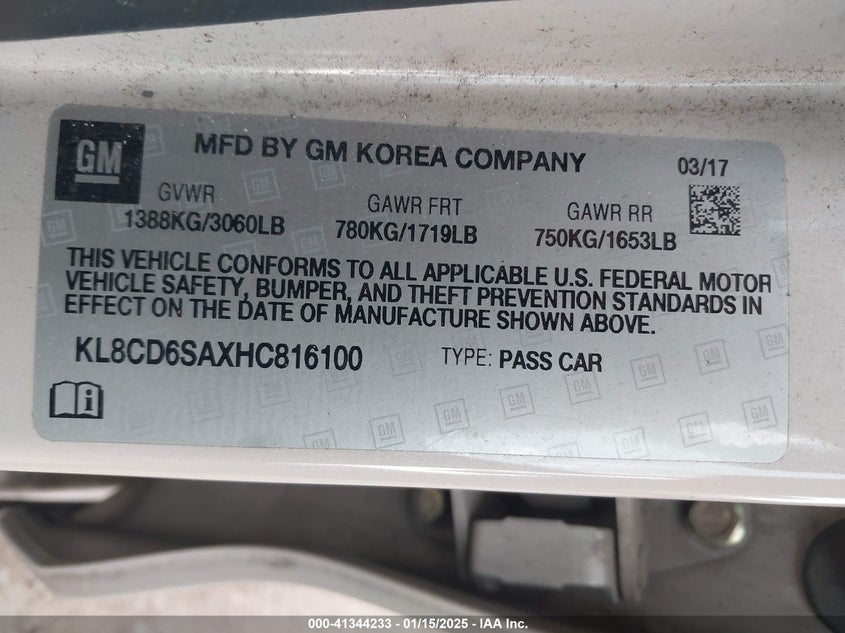 GM
MFD BY GM KOREA COMPANY
03/17
GVWR
1388KG/3060LB
GAWR FRT
780KG/1719LB
GAWR RR
750KG/1653LB
THIS VEHICLE CONFORMS TO ALL APPLICABLE U.S. FEDERAL MOTOR
VEHICLE SAFETY, BUMPER, AND THEFT PREVENTION STANDARDS IN
EFFECT ON THE DATE OF MANUFACTURE SHOWN ABOVE.
KL8CD6SAXHC816100
TYPE: PASS CAR
000-41344233 - 01/15/2025 - IAA Inc.